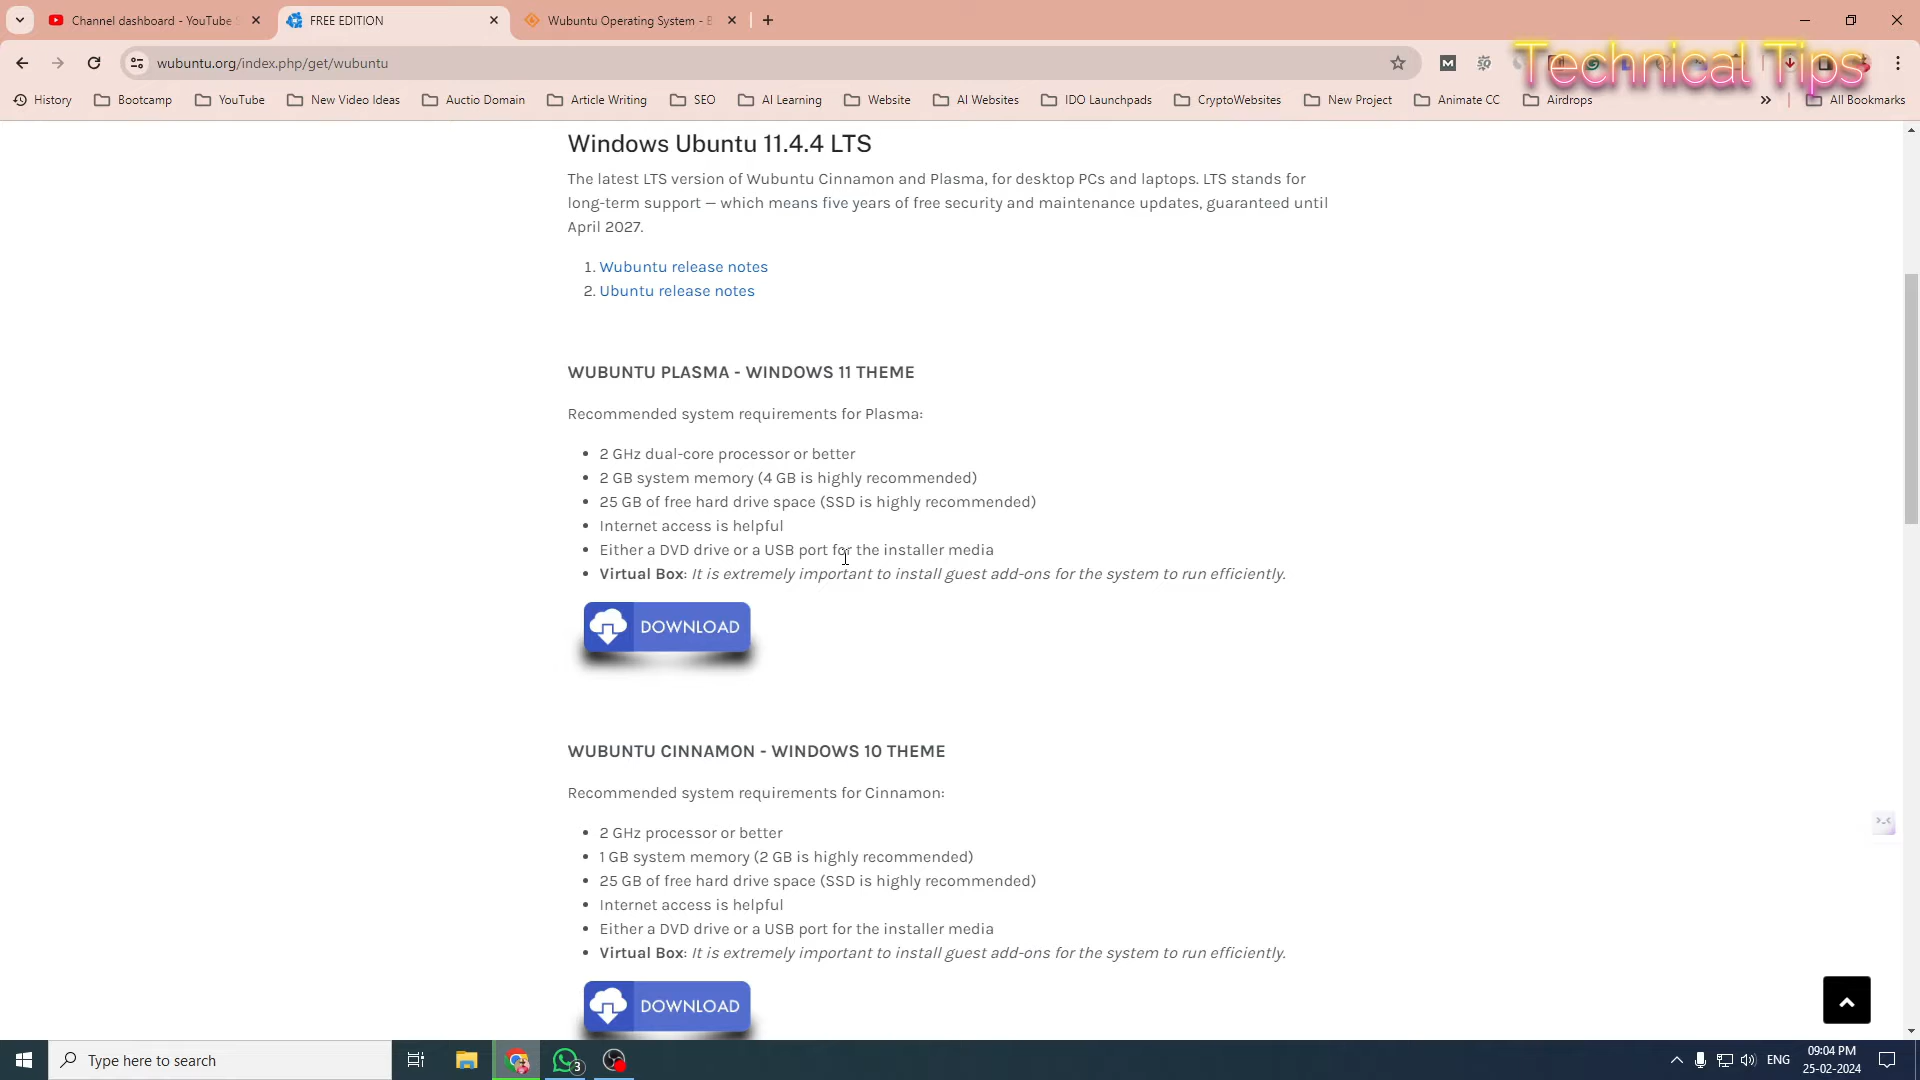 Channel dashboard - YouTube
FREE EDITION
Wubuntu Operating System - B
wubuntu.org/index.php/get/wubuntu
Technical Tips
History
Bootcamp
YouTube
New Video Ideas
Auctio Domain
Article Writing
SEO
AI Learning
Website
AI Websites
IDO Launchpads
CryptoWebsites
New Project
Animate CC
Airdrops
All Bookmarks
Windows Ubuntu 11.4.4 LTS
The latest LTS version of Wubuntu Cinnamon and Plasma, for desktop PCs and laptops. LTS stands for
long-term support — which means five years of free security and maintenance updates, guaranteed until
April 2027.
1. Wubuntu release notes
2. Ubuntu release notes
WUBUNTU PLASMA - WINDOWS 11 THEME
Recommended system requirements for Plasma:
• 2 GHz dual-core processor or better
• 2 GB system memory (4 GB is highly recommended)
• 25 GB of free hard drive space (SSD is highly recommended)
• Internet access is helpful
• Either a DVD drive or a USB port for the installer media
• Virtual Box: It is extremely important to install guest add-ons for the system to run efficiently.
DOWNLOAD
WUBUNTU CINNAMON - WINDOWS 10 THEME
Recommended system requirements for Cinnamon:
• 2 GHz processor or better
• 1 GB system memory (2 GB is highly recommended)
• 25 GB of free hard drive space (SSD is highly recommended)
• Internet access is helpful
• Either a DVD drive or a USB port for the installer media
• Virtual Box: It is extremely important to install guest add-ons for the system to run efficiently.
DOWNLOAD
Type here to search
3
ENG
09:04 PM
25-02-2024